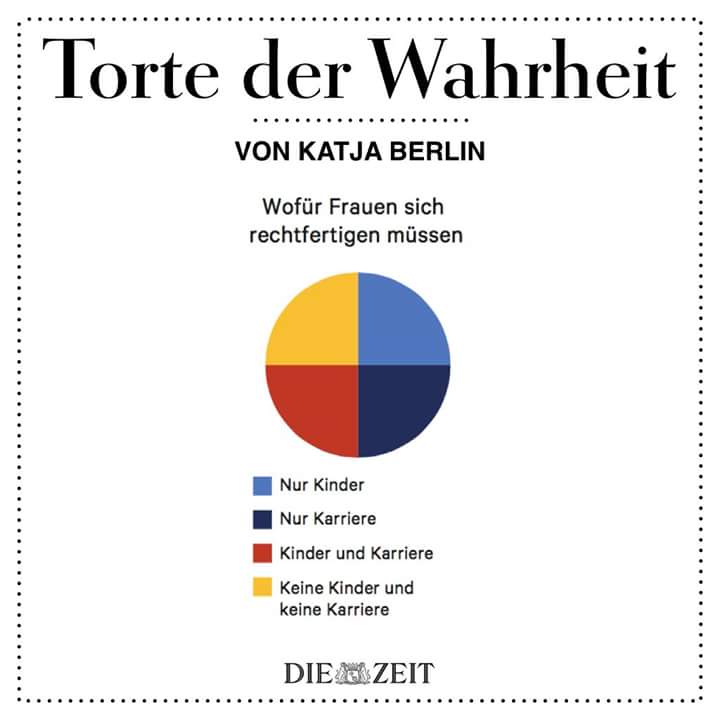 Torte der Wahrheit
VON KATJA BERLIN
Wofür Frauen sich
rechtfertigen müssen
Nur Kinder
Nur Karriere
Kinder und Karriere
Keine Kinder und
keine Karriere
DIE ZEIT